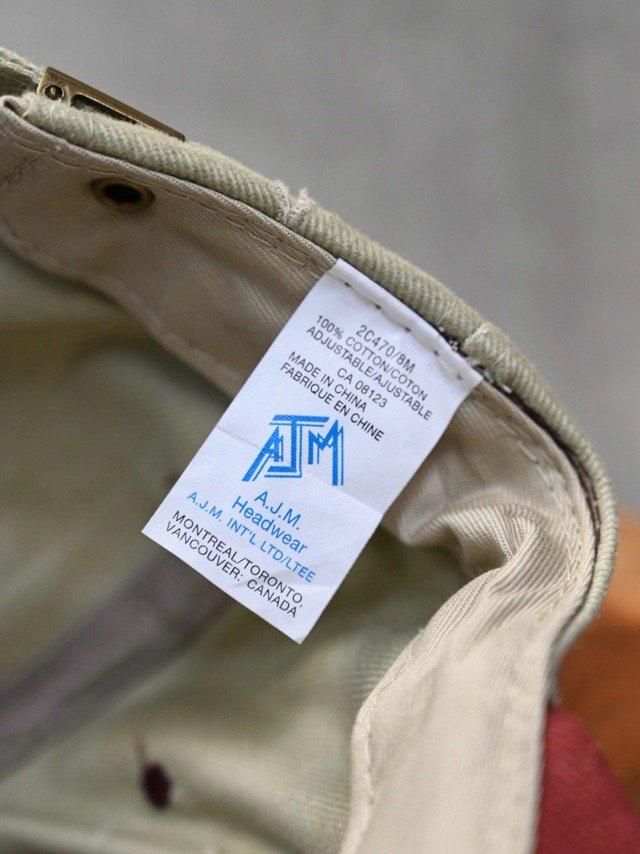 2C470/8M
100% COTTON/COTON
ADJUSTABLE/AJUSTABLE
CA 08123
MADE IN CHINA
FABRIQUE EN CHINE
AJM
A.J.M.
Headwear
A.J.M. INT'L LTD/LTEE
MONTREAL/TORONTO,
VANCOUVER; CANADA